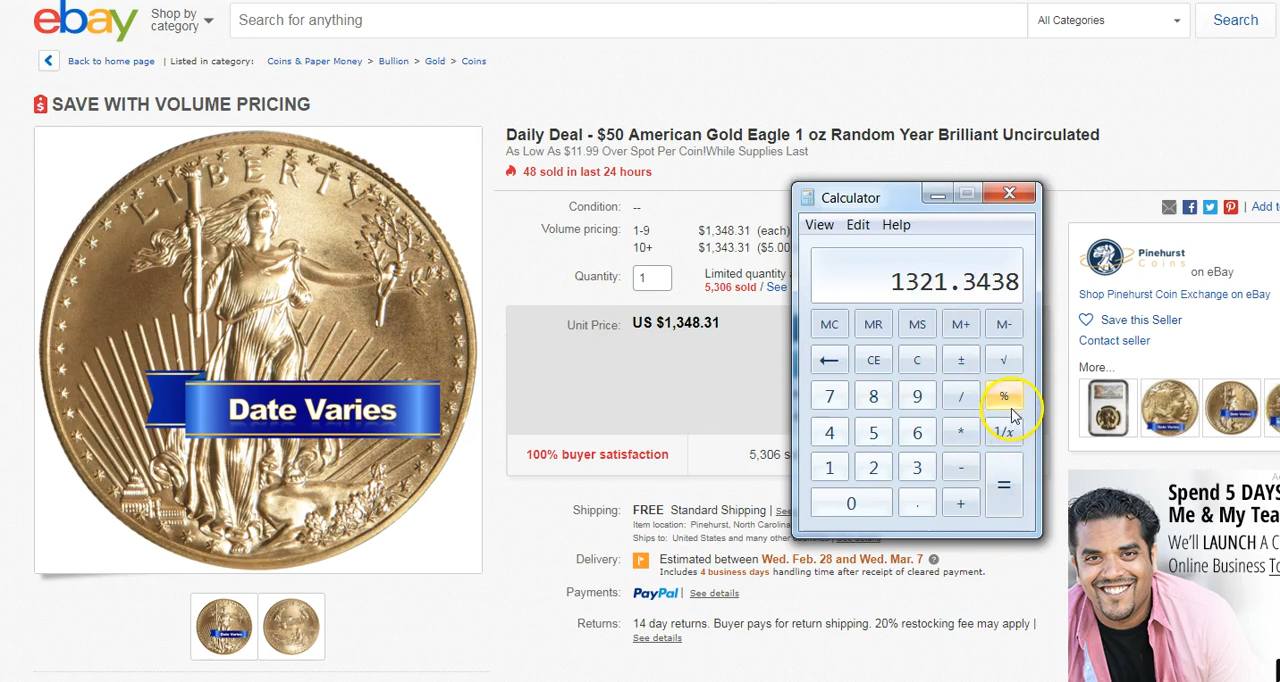 ebay
Shop by
category
Search for anything
All Categories
Search
Back to home page | Listed in category: Coins & Paper Money > Bullion > Gold > Coins
$ SAVE WITH VOLUME PRICING
LIBERTY
Date Varies
Daily Deal - $50 American Gold Eagle 1 oz Random Year Brilliant Uncirculated
As Low As $11.99 Over Spot Per Coin!While Supplies Last
48 sold in last 24 hours
Condition: --
Volume pricing: 1-9 $1,348.31 (each)
10+ $1,343.31 ($5.00
Quantity: 1 Limited quantity
5,306 sold / See
Unit Price: US $1,348.31
100% buyer satisfaction
5,306 s
Shipping: FREE Standard Shipping | See
Item location: Pinehurst, North Carolina
Ships to: United States and many other
Delivery: Estimated between Wed. Feb. 28 and Wed. Mar. 7 ?
Includes 4 business days handling time after receipt of cleared payment.
Payments: PayPal | See details
Returns: 14 day returns. Buyer pays for return shipping. 20% restocking fee may apply |
See details
Calculator
View Edit Help
1321.3438
MC MR MS M+ M-
← CE C ± √
7 8 9 / %
4 5 6 * 1/x
1 2 3 - =
0 . +
| Add to
Pinehurst
Coins
on eBay
Shop Pinehurst Coin Exchange on eBay
Save this Seller
Contact seller
More...
Spend 5 DAYS
Me & My Tea
We'll LAUNCH A C
Online Business To